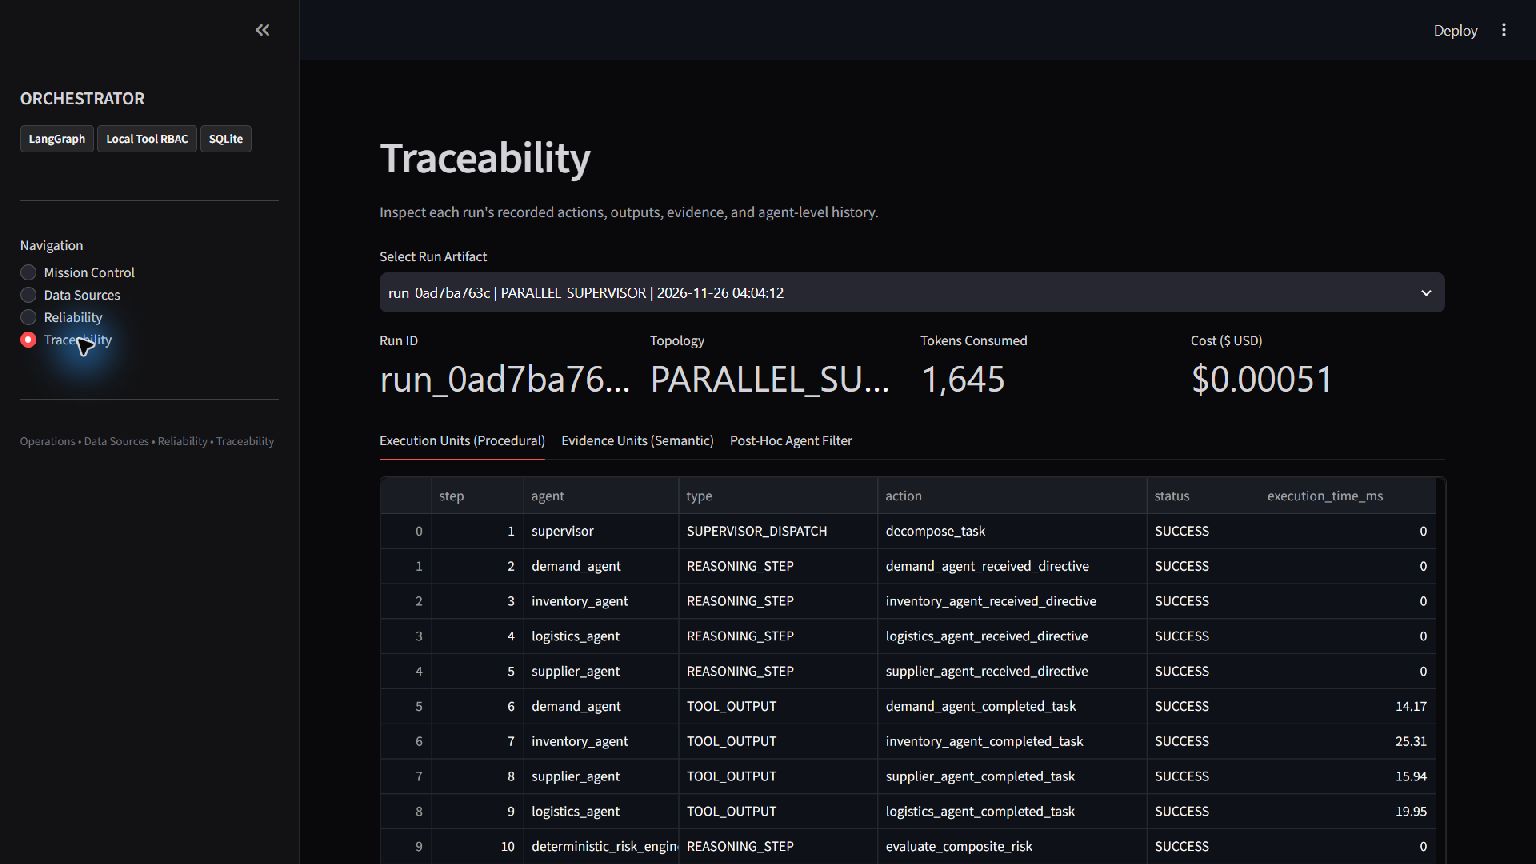 Deploy
ORCHESTRATOR
LangGraph Local Tool RBAC SQLite
Navigation
Mission Control
Data Sources
Reliability
Traceability
Operations • Data Sources • Reliability • Traceability
Traceability
Inspect each run's recorded actions, outputs, evidence, and agent-level history.
Select Run Artifact
run_0ad7ba763c | PARALLEL_SUPERVISOR | 2026-11-26 04:04:12
Run ID Topology Tokens Consumed Cost ($ USD)
run_0ad7ba76... PARALLEL_SU... 1,645 $0.00051
Execution Units (Procedural) Evidence Units (Semantic) Post-Hoc Agent Filter
step agent type action status execution_time_ms
0 1 supervisor SUPERVISOR_DISPATCH decompose_task SUCCESS 0
1 2 demand_agent REASONING_STEP demand_agent_received_directive SUCCESS 0
2 3 inventory_agent REASONING_STEP inventory_agent_received_directive SUCCESS 0
3 4 logistics_agent REASONING_STEP logistics_agent_received_directive SUCCESS 0
4 5 supplier_agent REASONING_STEP supplier_agent_received_directive SUCCESS 0
5 6 demand_agent TOOL_OUTPUT demand_agent_completed_task SUCCESS 14.17
6 7 inventory_agent TOOL_OUTPUT inventory_agent_completed_task SUCCESS 25.31
7 8 supplier_agent TOOL_OUTPUT supplier_agent_completed_task SUCCESS 15.94
8 9 logistics_agent TOOL_OUTPUT logistics_agent_completed_task SUCCESS 19.95
9 10 deterministic_risk_engin REASONING_STEP evaluate_composite_risk SUCCESS 0